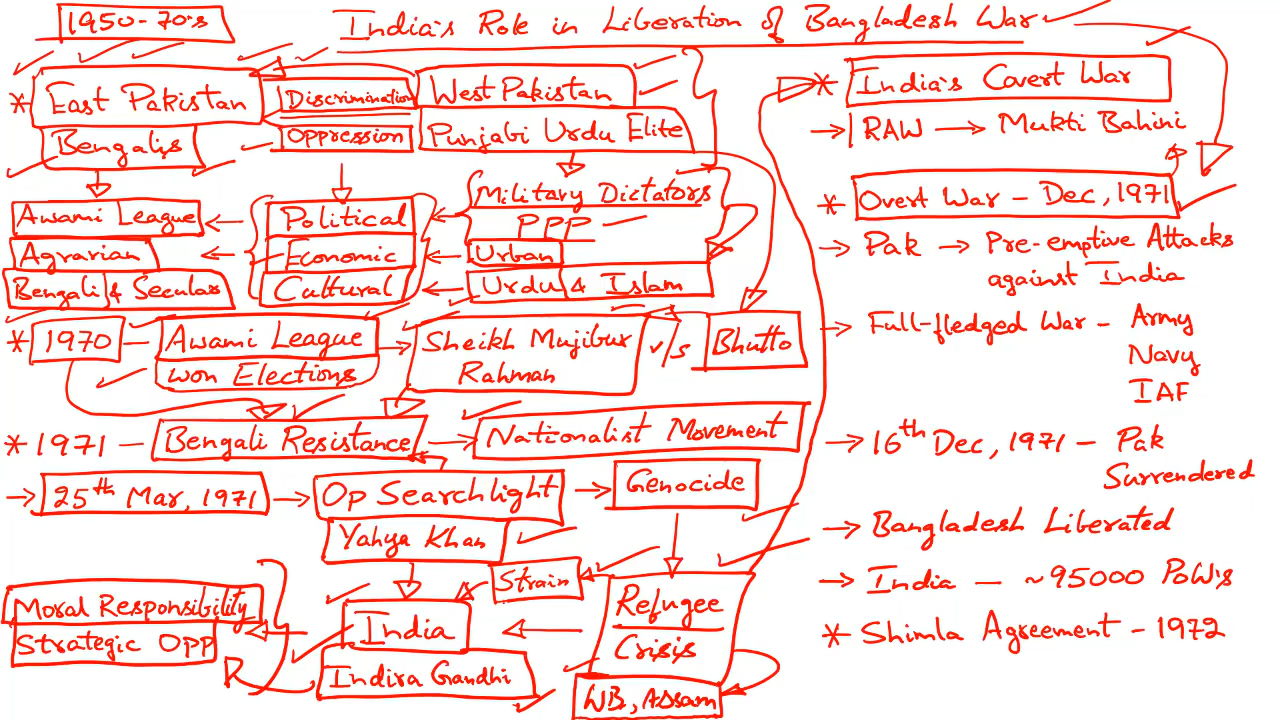 1950-70's
India's Role in Liberation of Bangladesh War
* East Pakistan
Bengalis
Discrimination
Oppression
West Pakistan
Punjabi Urdu Elite
Awami League
Agrarian
Bengali & Secular
Political
Economic
Cultural
Military Dictators
PPP
Urban
Urdu & Islam
* 1970 – Awami League → Sheikh Mujibur v/s Bhutto
won Elections
Rahman
* 1971 – Bengali Resistance → Nationalist Movement
→ 25th Mar, 1971 → Op Searchlight → Genocide
Yahya Khan
Strain
Moral Responsibility
Strategic OPP
India
Indira Gandhi
Refugee
Crisis
WB, Assam
* India's Covert War
→ RAW → Mukti Bahini
* Overt War – Dec, 1971
→ Pak → Pre-emptive Attacks
against India
→ Full-fledged War – Army
Navy
IAF
→ 16th Dec, 1971 – Pak
Surrendered
→ Bangladesh Liberated
→ India – ~95000 PoW's
* Shimla Agreement – 1972